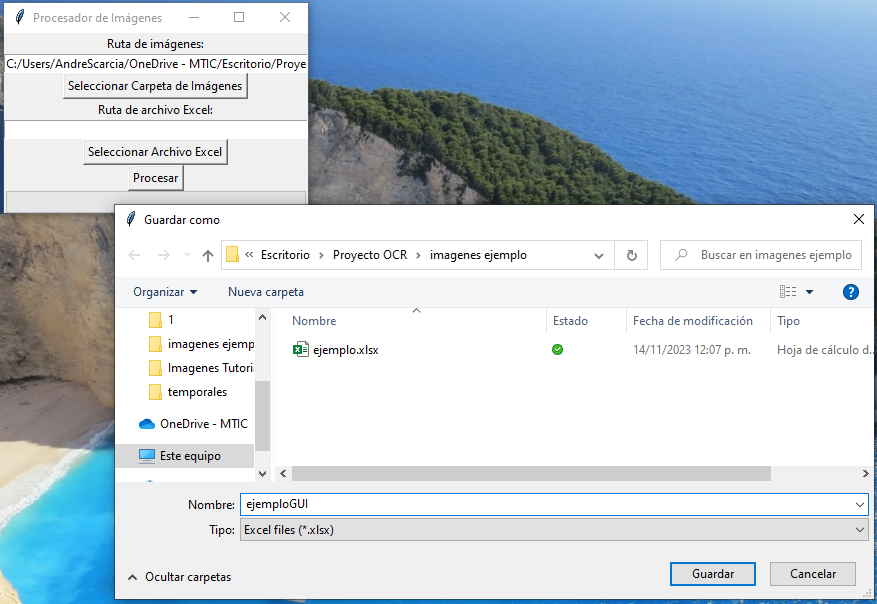 Procesador de Imágenes
Ruta de imágenes:
C:/Users/AndreScarcia/OneDrive - MTIC/Escritorio/Proye
Seleccionar Carpeta de Imágenes
Ruta de archivo Excel:
Seleccionar Archivo Excel
Procesar
Guardar como
« Escritorio › Proyecto OCR › imagenes ejemplo
Buscar en imagenes ejemplo
Organizar
Nueva carpeta
?
1
imagenes ejemp
Imagenes Tutori
temporales
OneDrive - MTIC
Este equipo
Nombre Estado Fecha de modificación Tipo
ejemplo.xlsx 14/11/2023 12:07 p. m. Hoja de cálculo d...
Nombre: ejemploGUI
Tipo: Excel files (*.xlsx)
Ocultar carpetas
Guardar
Cancelar